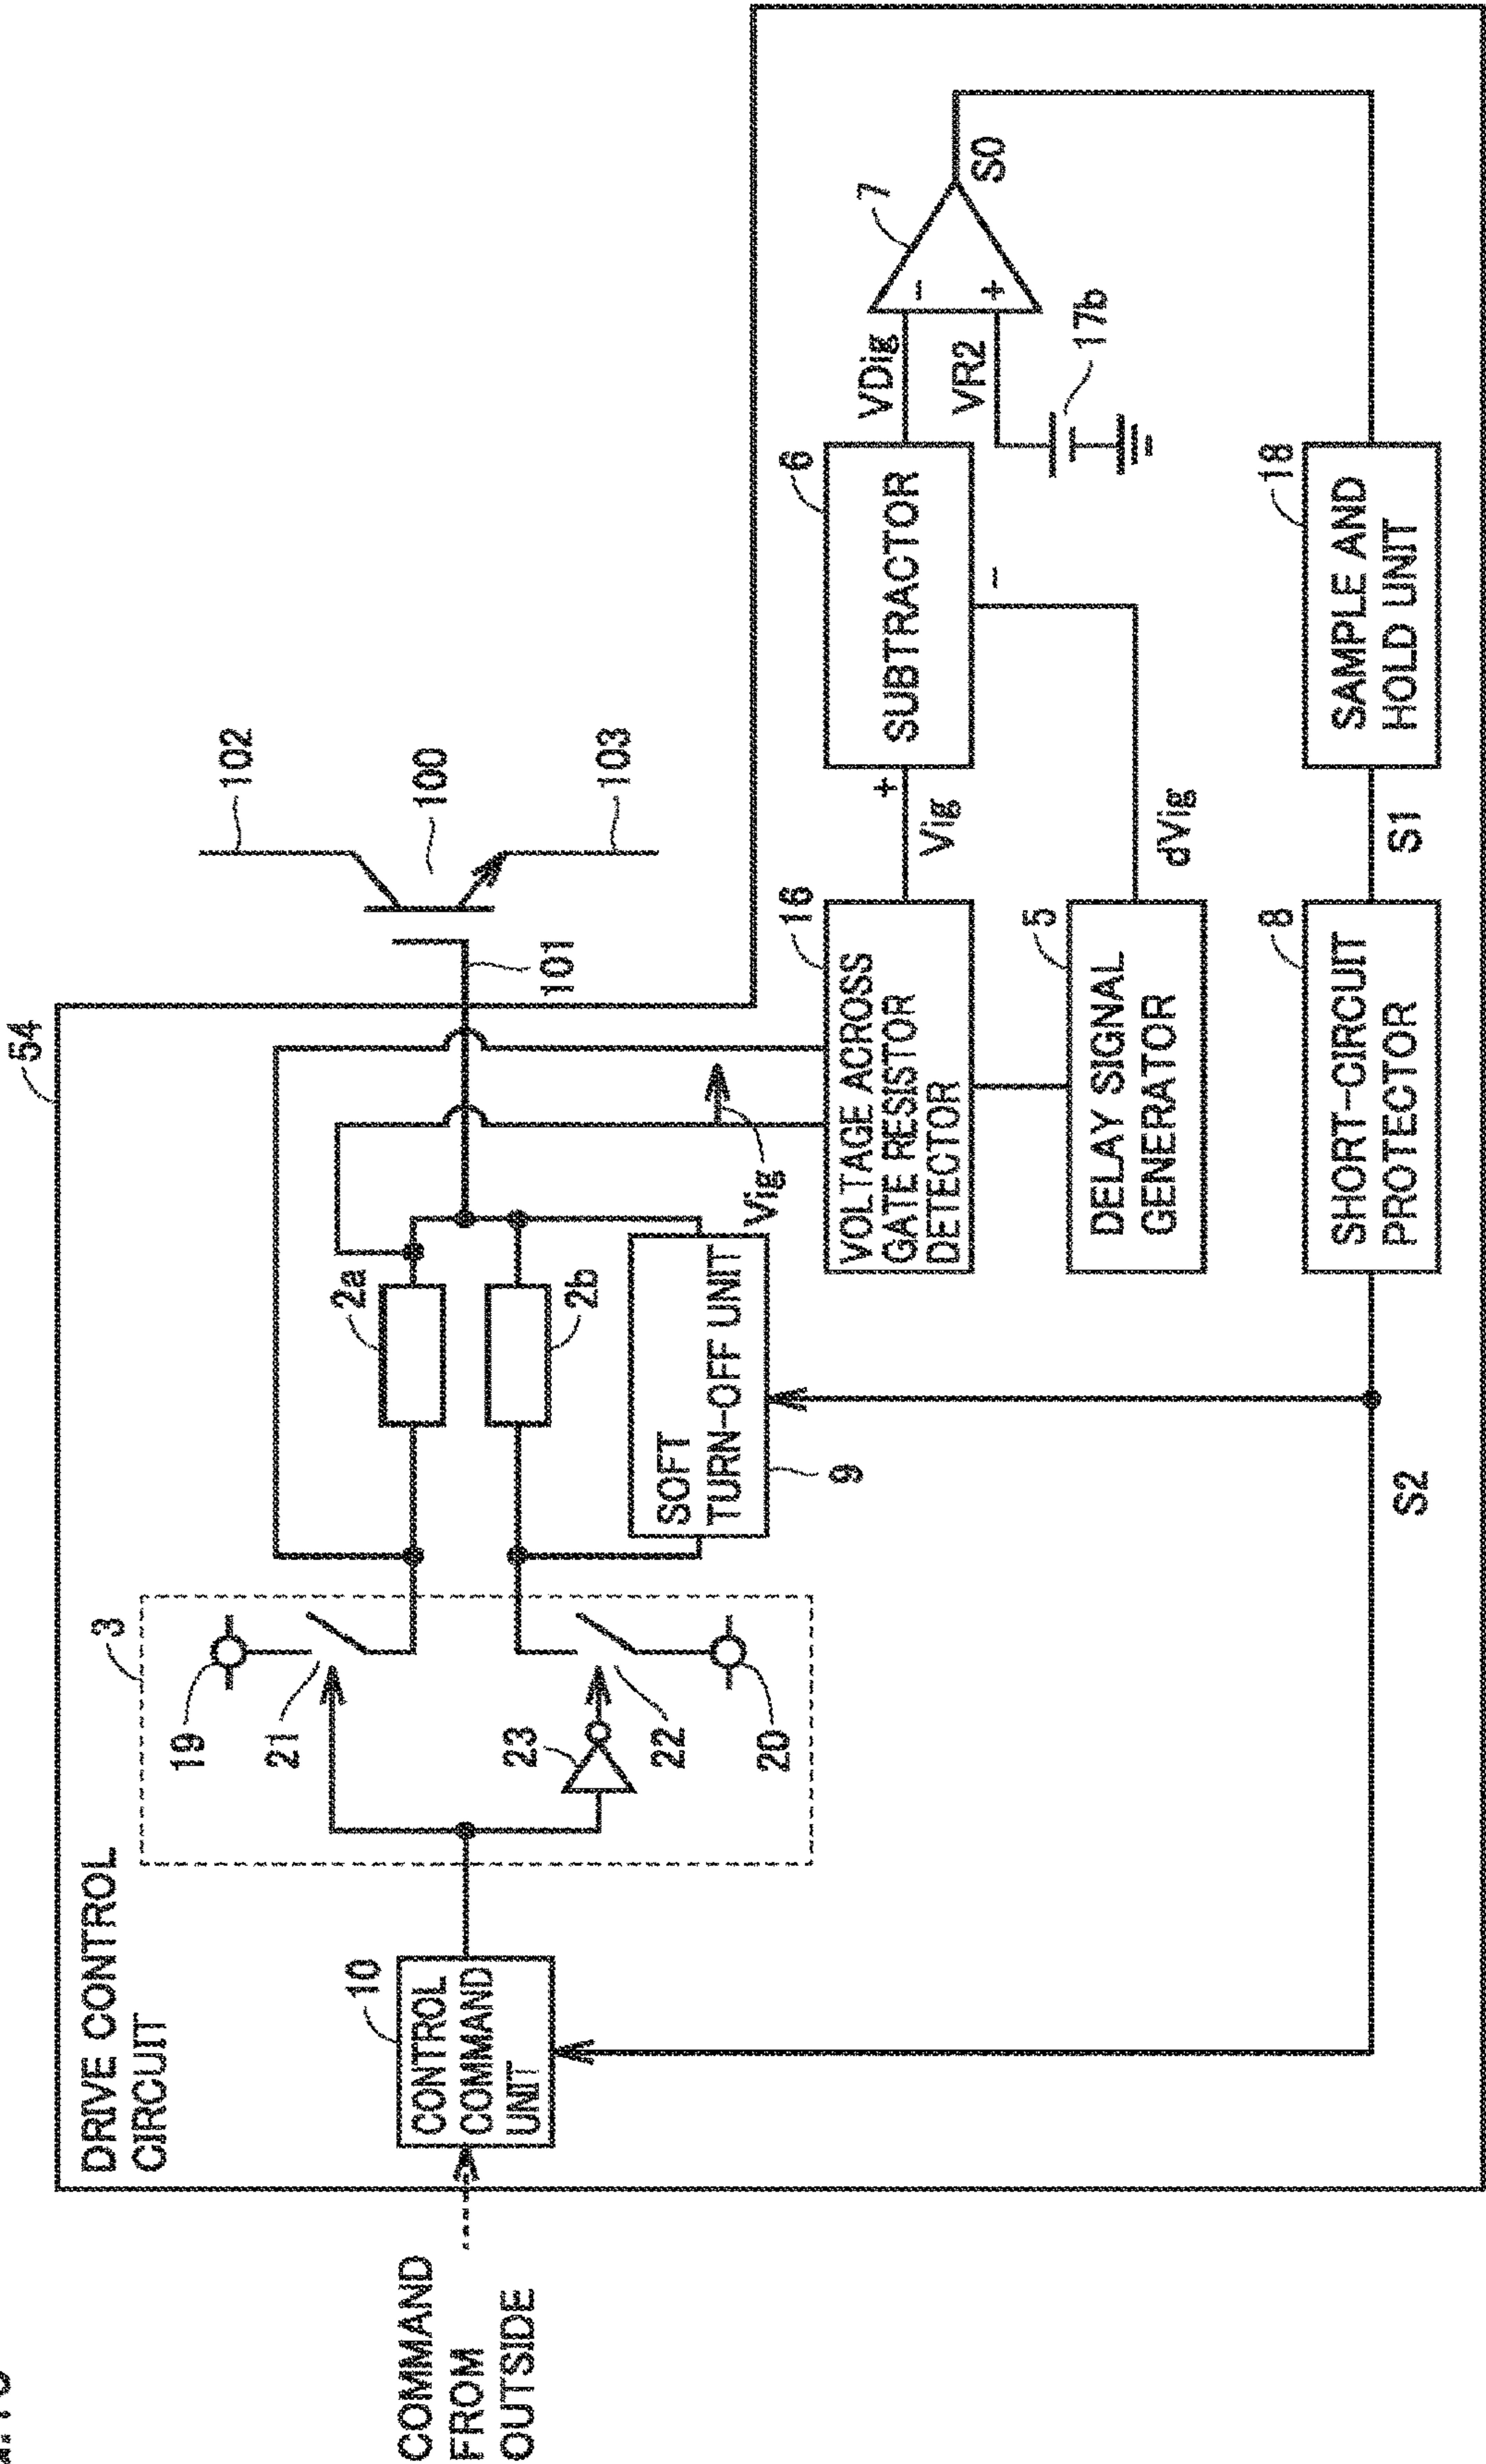 DRIVE CONTROL
CIRCUIT
54
COMMAND
FROM
OUTSIDE
10
CONTROL
COMMAND
UNIT
3
19
21
23
22
20
2a
2b
SOFT
TURN-OFF UNIT
9
Vig
101
102
100
103
16
VOLTAGE ACROSS
GATE RESISTOR
DETECTOR
+
Vig
6
SUBTRACTOR
-
VDig
VR2
17b
7
-
+
S0
5
DELAY SIGNAL
GENERATOR
dVig
8
SHORT-CIRCUIT
PROTECTOR
S1
18
SAMPLE AND
HOLD UNIT
S2